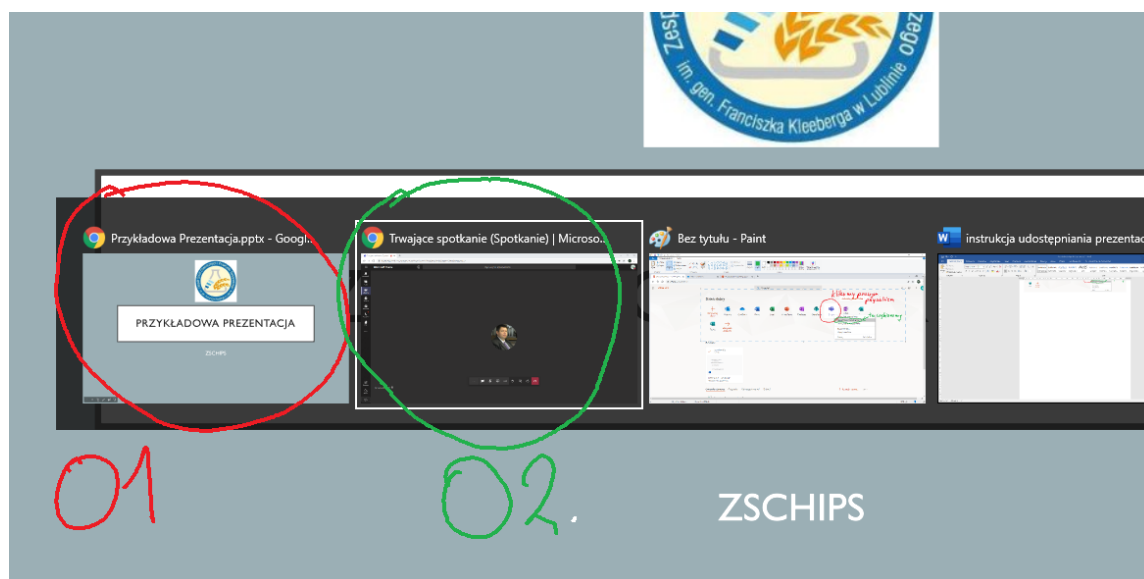 Zesp
zego
im. gen. Franciszka Kleeberga w Lublinie
Przykładowa Prezentacja.pptx - Googl...
Trwające spotkanie (Spotkanie) | Microso...
Bez tytułu - Paint
instrukcja udostępniania prezentac
PRZYKŁADOWA PREZENTACJA
ZSCHIPS
01
02.
ZSCHIPS